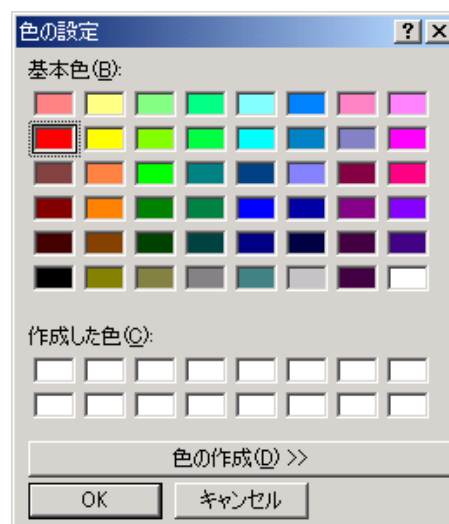 色の設定 ? ×
基本色(B):
作成した色(C):
色の作成(D) >>
OK キャンセル